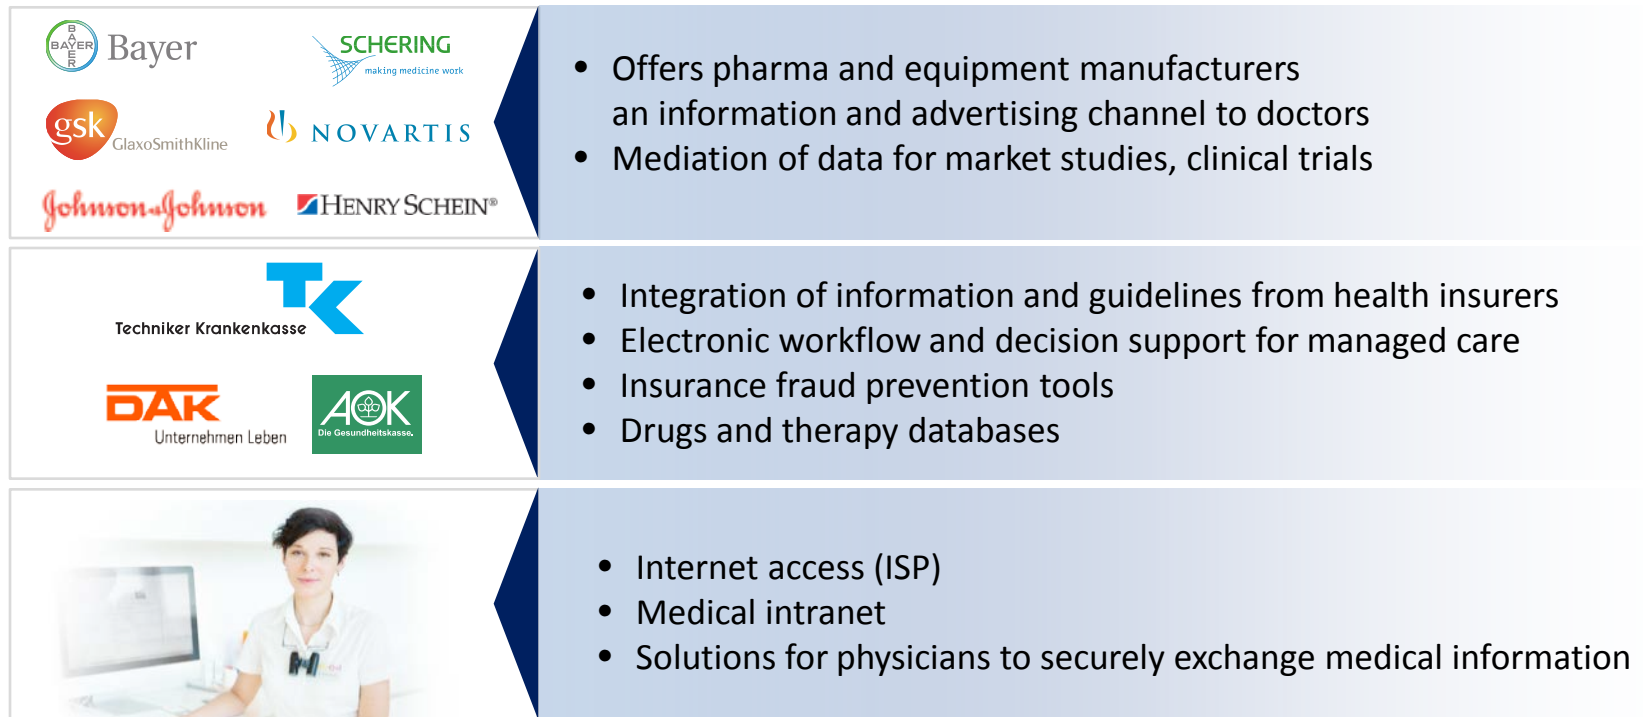 BAYER
BAYER
Bayer
SCHERING
making medicine work
gsk
GlaxoSmithKline
NOVARTIS
Johnson & Johnson
HENRY SCHEIN®
• Offers pharma and equipment manufacturers
an information and advertising channel to doctors
• Mediation of data for market studies, clinical trials
TK
Techniker Krankenkasse
DAK
Unternehmen Leben
AOK
Die Gesundheitskasse.
• Integration of information and guidelines from health insurers
• Electronic workflow and decision support for managed care
• Insurance fraud prevention tools
• Drugs and therapy databases
• Internet access (ISP)
• Medical intranet
• Solutions for physicians to securely exchange medical information